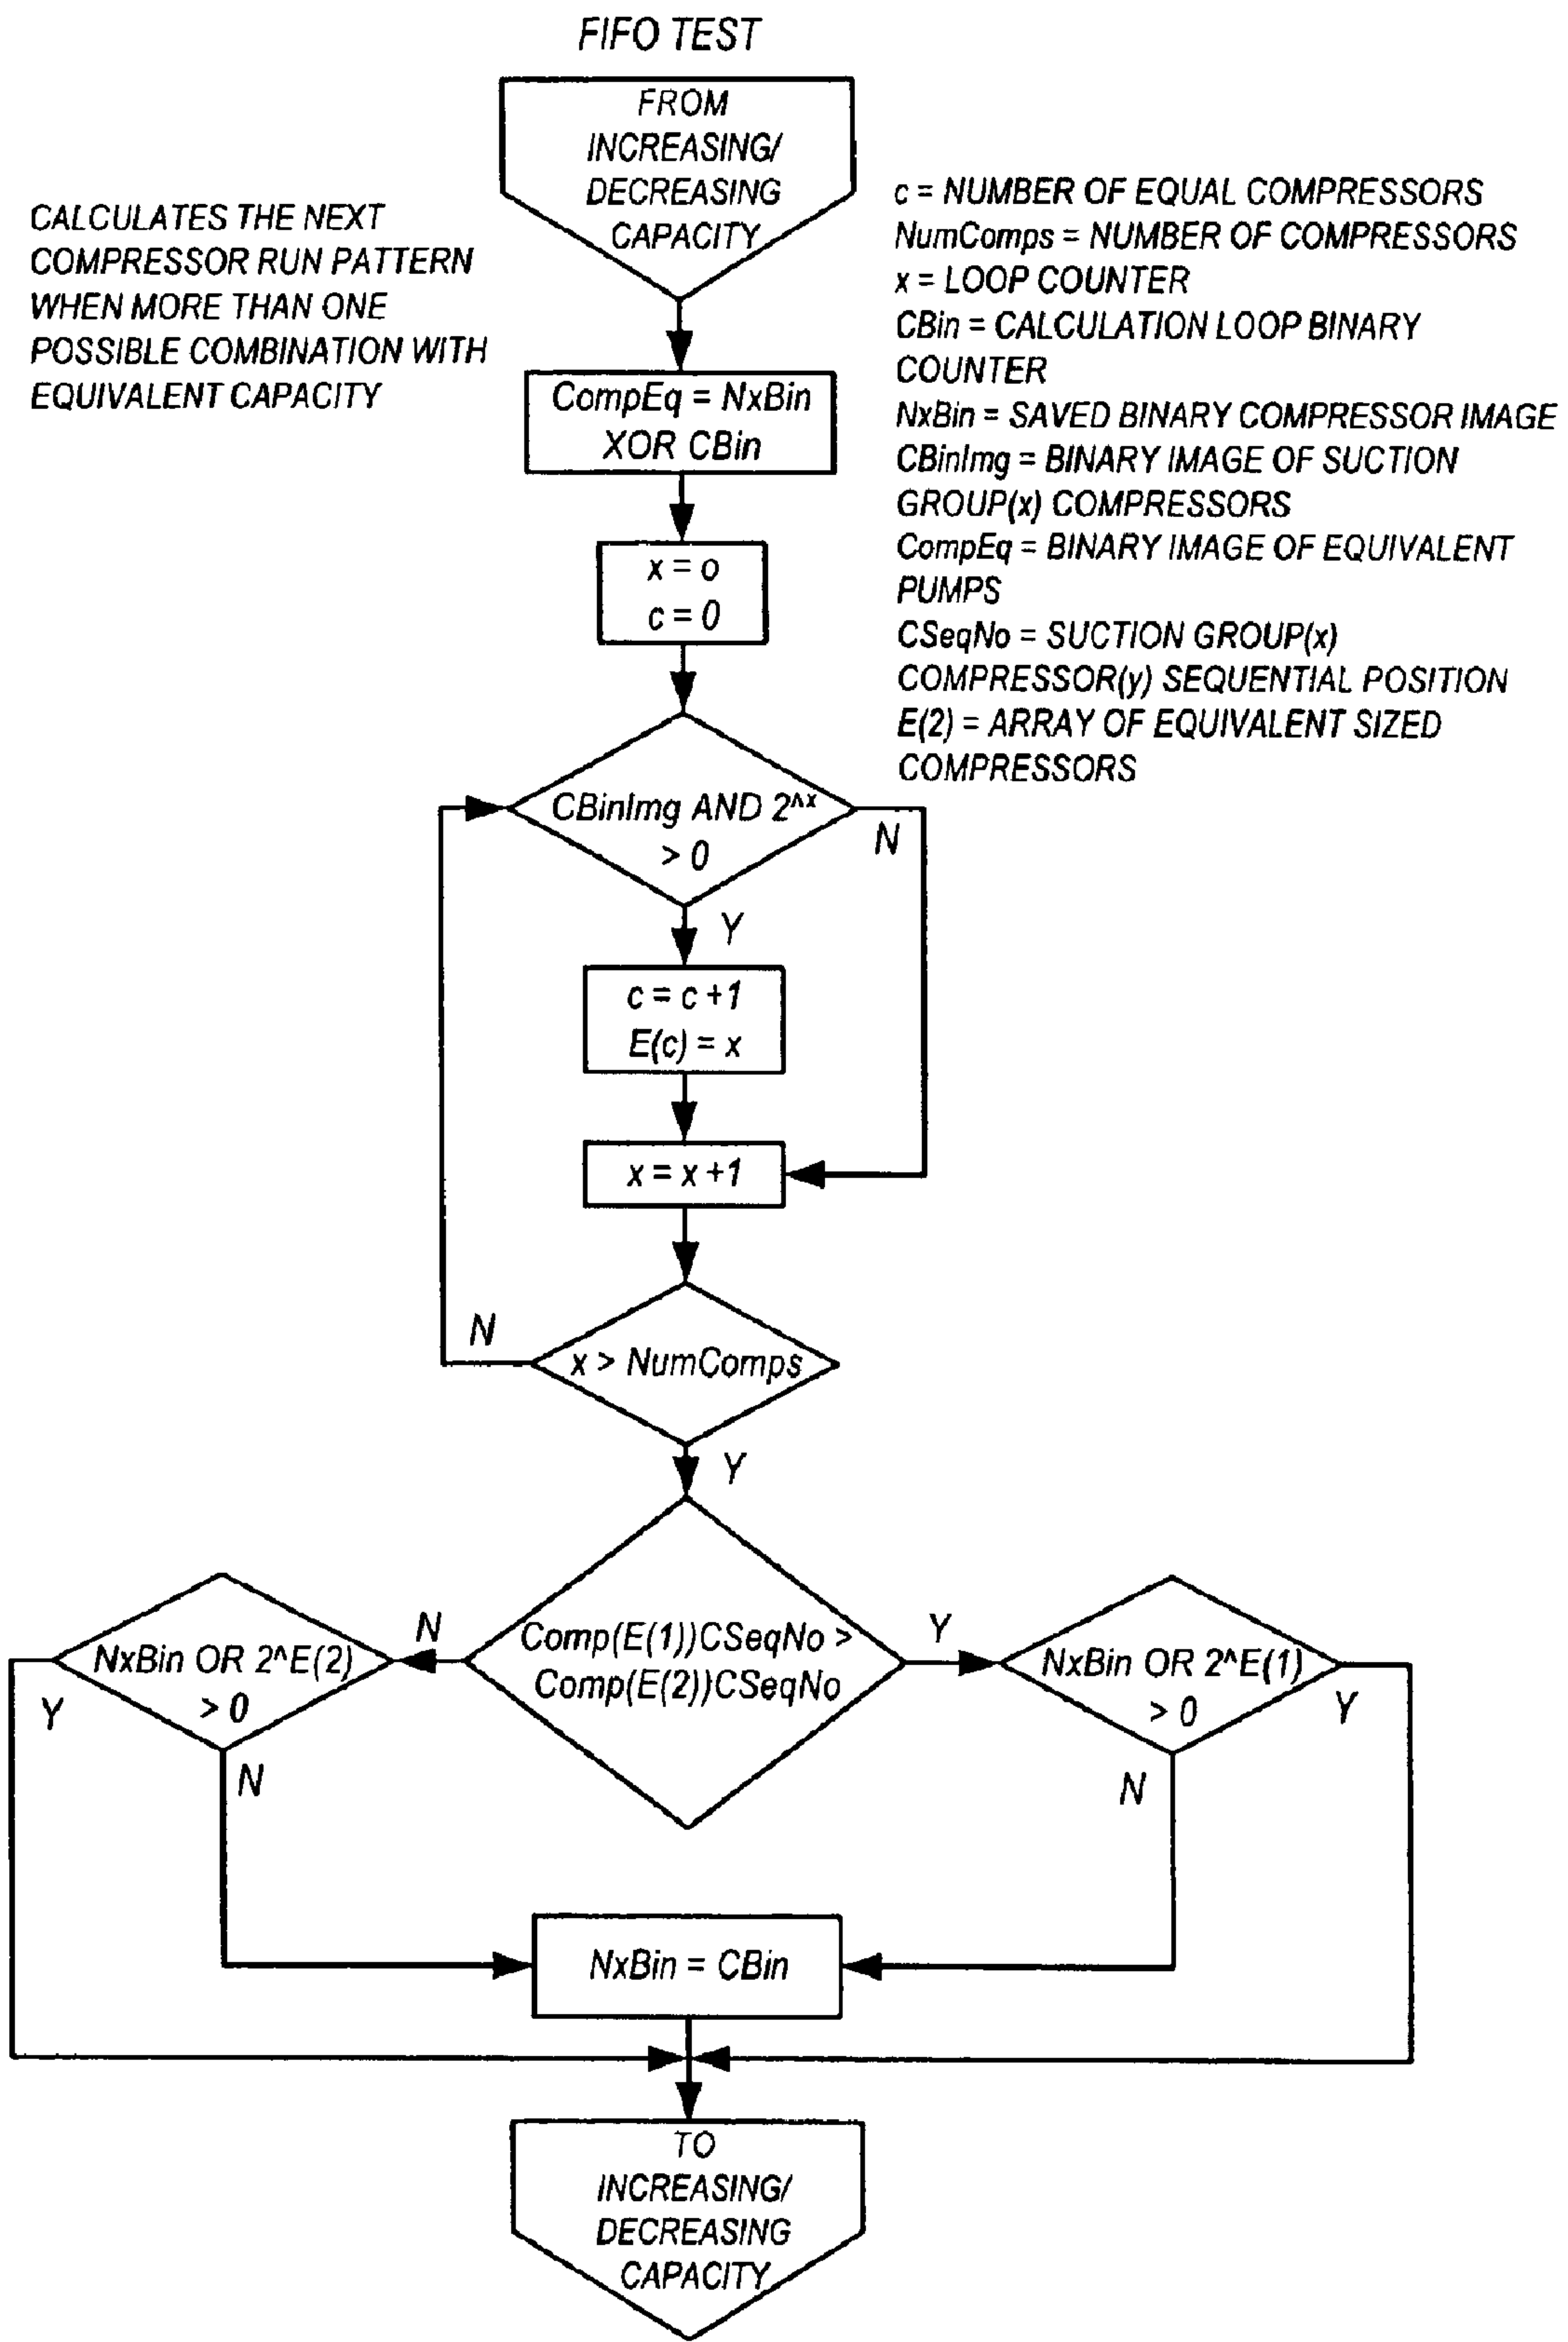 FIFO TEST
FROM
INCREASING/
DECREASING
CAPACITY
CALCULATES THE NEXT
COMPRESSOR RUN PATTERN
WHEN MORE THAN ONE
POSSIBLE COMBINATION WITH
EQUIVALENT CAPACITY
c = NUMBER OF EQUAL COMPRESSORS
NumComps = NUMBER OF COMPRESSORS
x = LOOP COUNTER
CBin = CALCULATION LOOP BINARY
COUNTER
NxBin = SAVED BINARY COMPRESSOR IMAGE
CBinImg = BINARY IMAGE OF SUCTION
GROUP(x) COMPRESSORS
CompEq = BINARY IMAGE OF EQUIVALENT
PUMPS
CSeqNo = SUCTION GROUP(x)
COMPRESSOR(y) SEQUENTIAL POSITION
E(2) = ARRAY OF EQUIVALENT SIZED
COMPRESSORS
CompEq = NxBin
XOR CBin
x = o
c = 0
CBinImg AND 2^x
> 0
N
Y
c = c +1
E(c) = x
x = x +1
N
x > NumComps
Y
Comp(E(1))CSeqNo >
Comp(E(2))CSeqNo
N
Y
NxBin OR 2^E(2)
> 0
Y
N
NxBin OR 2^E(1)
> 0
Y
N
NxBin = CBin
TO
INCREASING/
DECREASING
CAPACITY